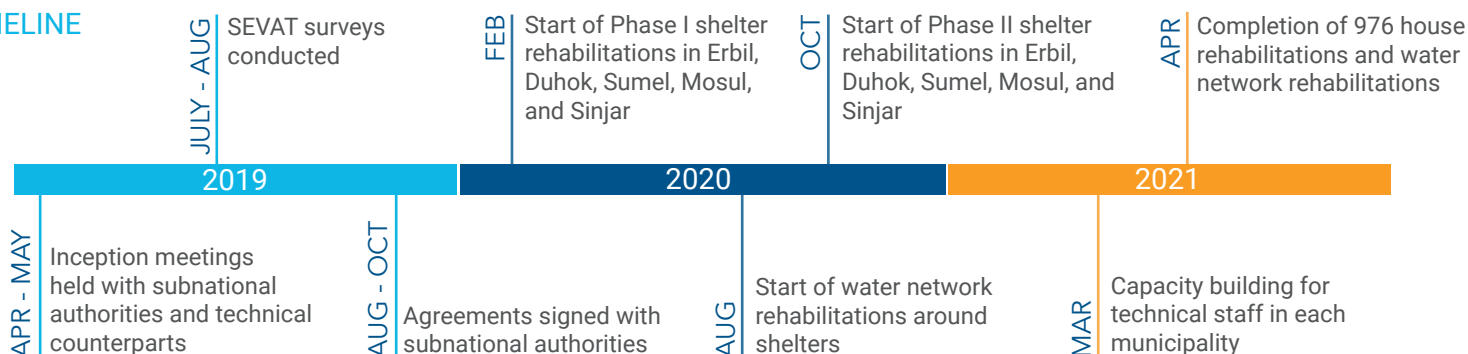 JULY - AUG
SEVAT surveys
conducted
FEB
Start of Phase I shelter
rehabilitations in Erbil,
Duhok, Sumel, Mosul,
and Sinjar
OCT
Start of Phase II shelter
rehabilitations in Erbil,
Duhok, Sumel, Mosul, and
Sinjar
APR
Completion of 976 house
rehabilitations and water
network rehabilitations
2019
2020
2021
APR - MAY
Inception meetings
held with subnational
authorities and technical
counterparts
AUG - OCT
Agreements signed with
subnational authorities
AUG
Start of water network
rehabilitations around
shelters
MAR
Capacity building for
technical staff in each
municipality